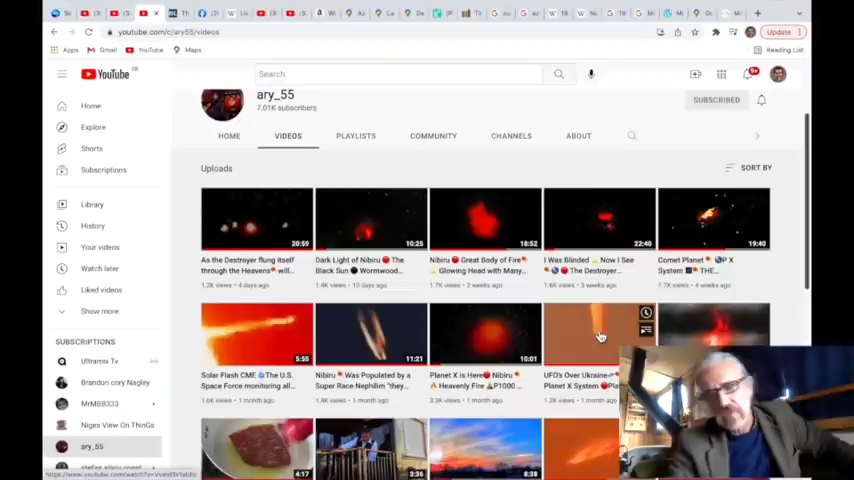 youtube.com/c/ary55/videos
Update
Apps
Gmail
YouTube
Maps
Reading List
YouTube
Search
9+
Home
Explore
Shorts
Subscriptions
Library
History
Your videos
Watch later
Liked videos
Show more
SUBSCRIPTIONS
Ultramix Tv
Brandon cory Nagley
MrMBB333
Niges View On ThinGs
ary_55
ary_55
7.01K subscribers
SUBSCRIBED
HOME
VIDEOS
PLAYLISTS
COMMUNITY
CHANNELS
ABOUT
Uploads
SORT BY
20:59
10:25
18:52
22:40
19:40
As the Destroyer flung itself
through the Heavens will...
1.2K views • 4 days ago
Dark Light of Nibiru The
Black Sun Wormwood...
1.4K views • 10 days ago
Nibiru Great Body of Fire
Glowing Head with Many...
1.7K views • 2 weeks ago
I Was Blinded Now I See
The Destroyer...
1.6K views • 3 weeks ago
Comet Planet P X
System THE...
1.7K views • 4 weeks ago
5:55
11:21
10:01
Solar Flash CME The U.S.
Space Force monitoring all...
1.6K views • 1 month ago
Nibiru Was Populated by a
Super Race Nephilim "they...
1.4K views • 1 month ago
Planet X is Here Nibiru
Heavenly Fire P1000
3.3K views • 1 month ago
UFO's Over Ukraine
Planet X System
1.2K views • 1 month
4:17
3:36
8:38